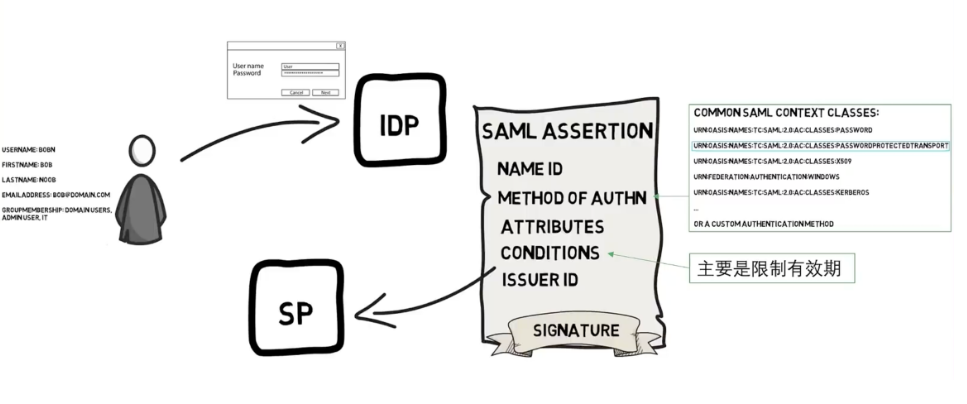 User name
User
Password
********************
Cancel
Next
IDP
USERNAME: BOBN
FIRSTNAME: BOB
LASTNAME: NOOB
EMAIL ADDRESS: BOB@DOMAIN.COM
GROUPMEMBERSHIP: DOMAIN USERS,
ADMIN USER, IT
SAML ASSERTION
NAME ID
METHOD OF AUTHN
ATTRIBUTES
CONDITIONS
ISSUER ID
SIGNATURE
COMMON SAML CONTEXT CLASSES:
URN:OASIS:NAMES:TC:SAML:2.0:AC:CLASSES:PASSWORD
URN:OASIS:NAMES:TC:SAML:2.0:AC:CLASSES:PASSWORDPROTECTEDTRANSPORT
URN:OASIS:NAMES:TC:SAML:2.0:AC:CLASSES:X509
URN:FEDERATION:AUTHENTICATION:WINDOWS
URN:OASIS:NAMES:TC:SAML:2.0:AC:CLASSES:KERBEROS
...
OR A CUSTOM AUTHENTICATION METHOD
主要是限制有效期
SP